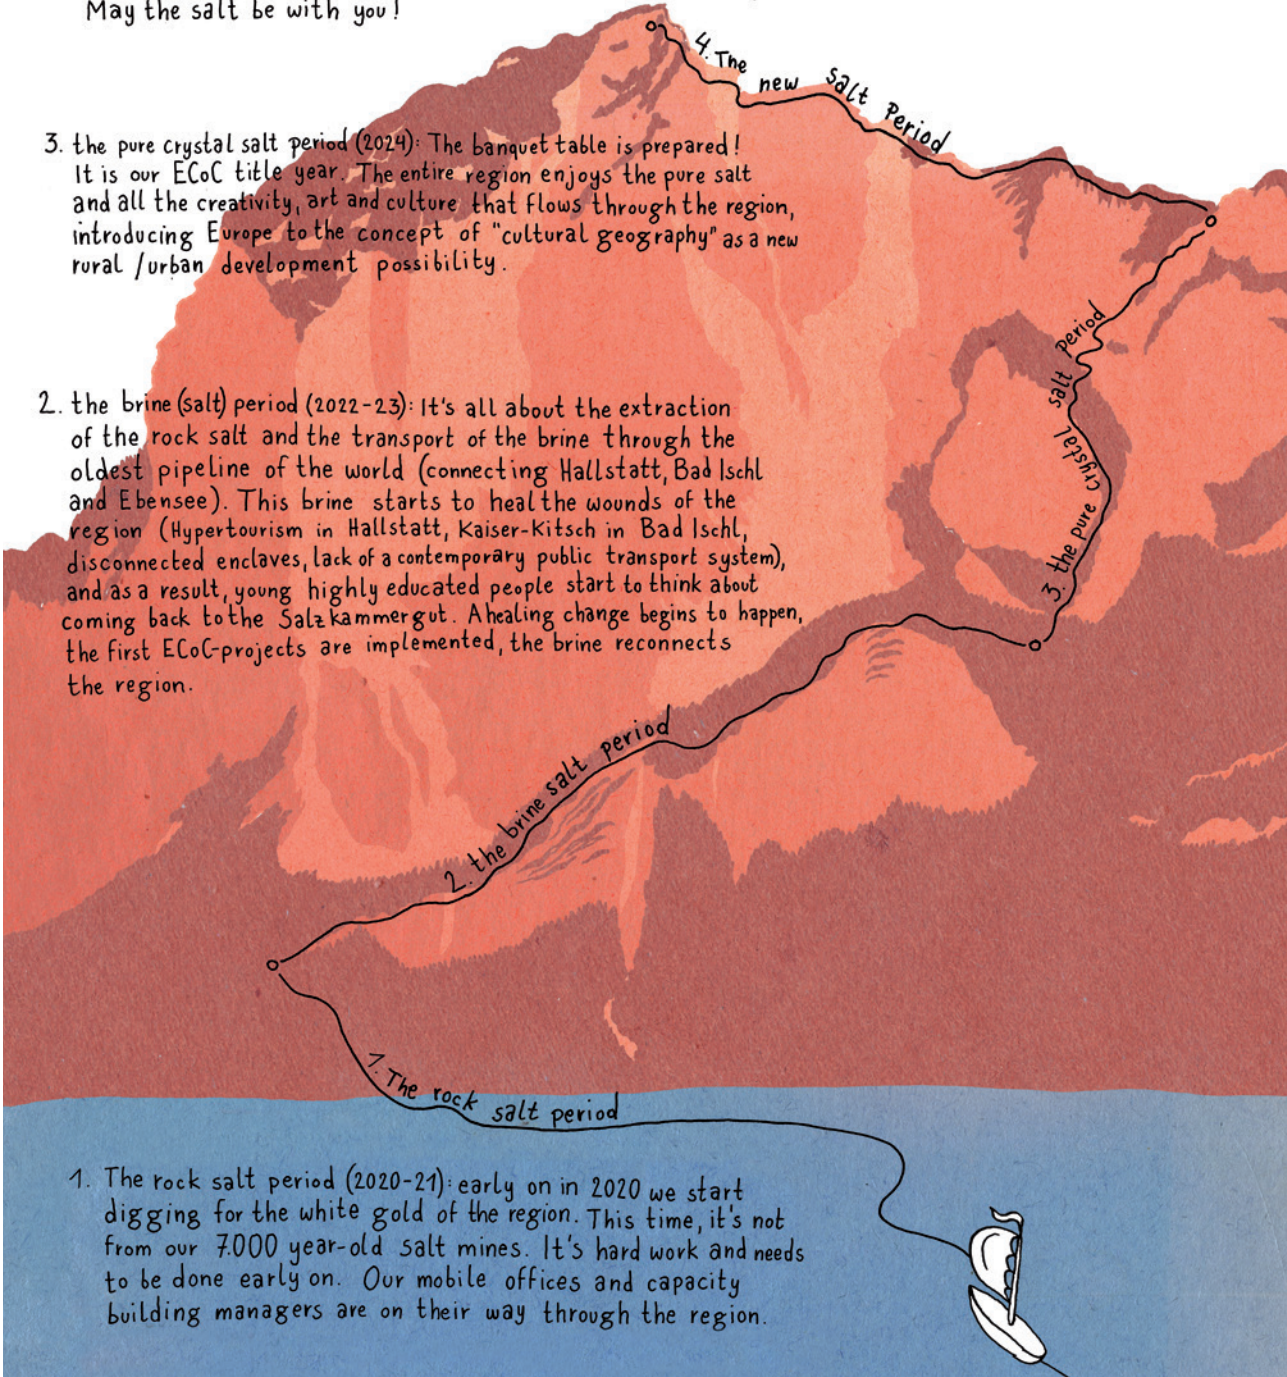 May the salt be with you!
4. The new salt period
3. the pure crystal salt period (2024): The banquet table is prepared!
It is our ECoC title year. The entire region enjoys the pure salt
and all the creativity, art and culture that flows through the region,
introducing Europe to the concept of "cultural geography" as a new
rural / urban development possibility.
3. the pure crystal salt period
2. the brine (salt) period (2022-23): It's all about the extraction
of the rock salt and the transport of the brine through the
oldest pipeline of the world (connecting Hallstatt, Bad Ischl
and Ebensee). This brine starts to heal the wounds of the
region (Hypertourism in Hallstatt, Kaiser-Kitsch in Bad Ischl,
disconnected enclaves, lack of a contemporary public transport system),
and as a result, young highly educated people start to think about
coming back to the Salzkammergut. A healing change begins to happen,
the first ECoC-projects are implemented, the brine reconnects
the region.
2. the brine salt period
1. The rock salt period
1. The rock salt period (2020-21): early on in 2020 we start
digging for the white gold of the region. This time, it's not
from our 7.000 year-old salt mines. It's hard work and needs
to be done early on. Our mobile offices and capacity
building managers are on their way through the region.